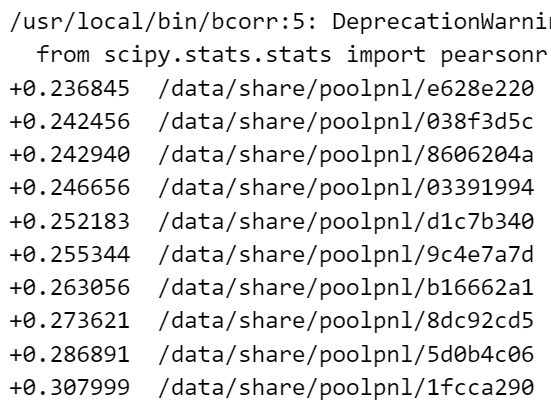 /usr/local/bin/bcorr:5: DeprecationWarni
from scipy.stats.stats import pearsonr
+0.236845 /data/share/poolpnl/e628e220
+0.242456 /data/share/poolpnl/038f3d5c
+0.242940 /data/share/poolpnl/8606204a
+0.246656 /data/share/poolpnl/03391994
+0.252183 /data/share/poolpnl/d1c7b340
+0.255344 /data/share/poolpnl/9c4e7a7d
+0.263056 /data/share/poolpnl/b16662a1
+0.273621 /data/share/poolpnl/8dc92cd5
+0.286891 /data/share/poolpnl/5d0b4c06
+0.307999 /data/share/poolpnl/1fcca290